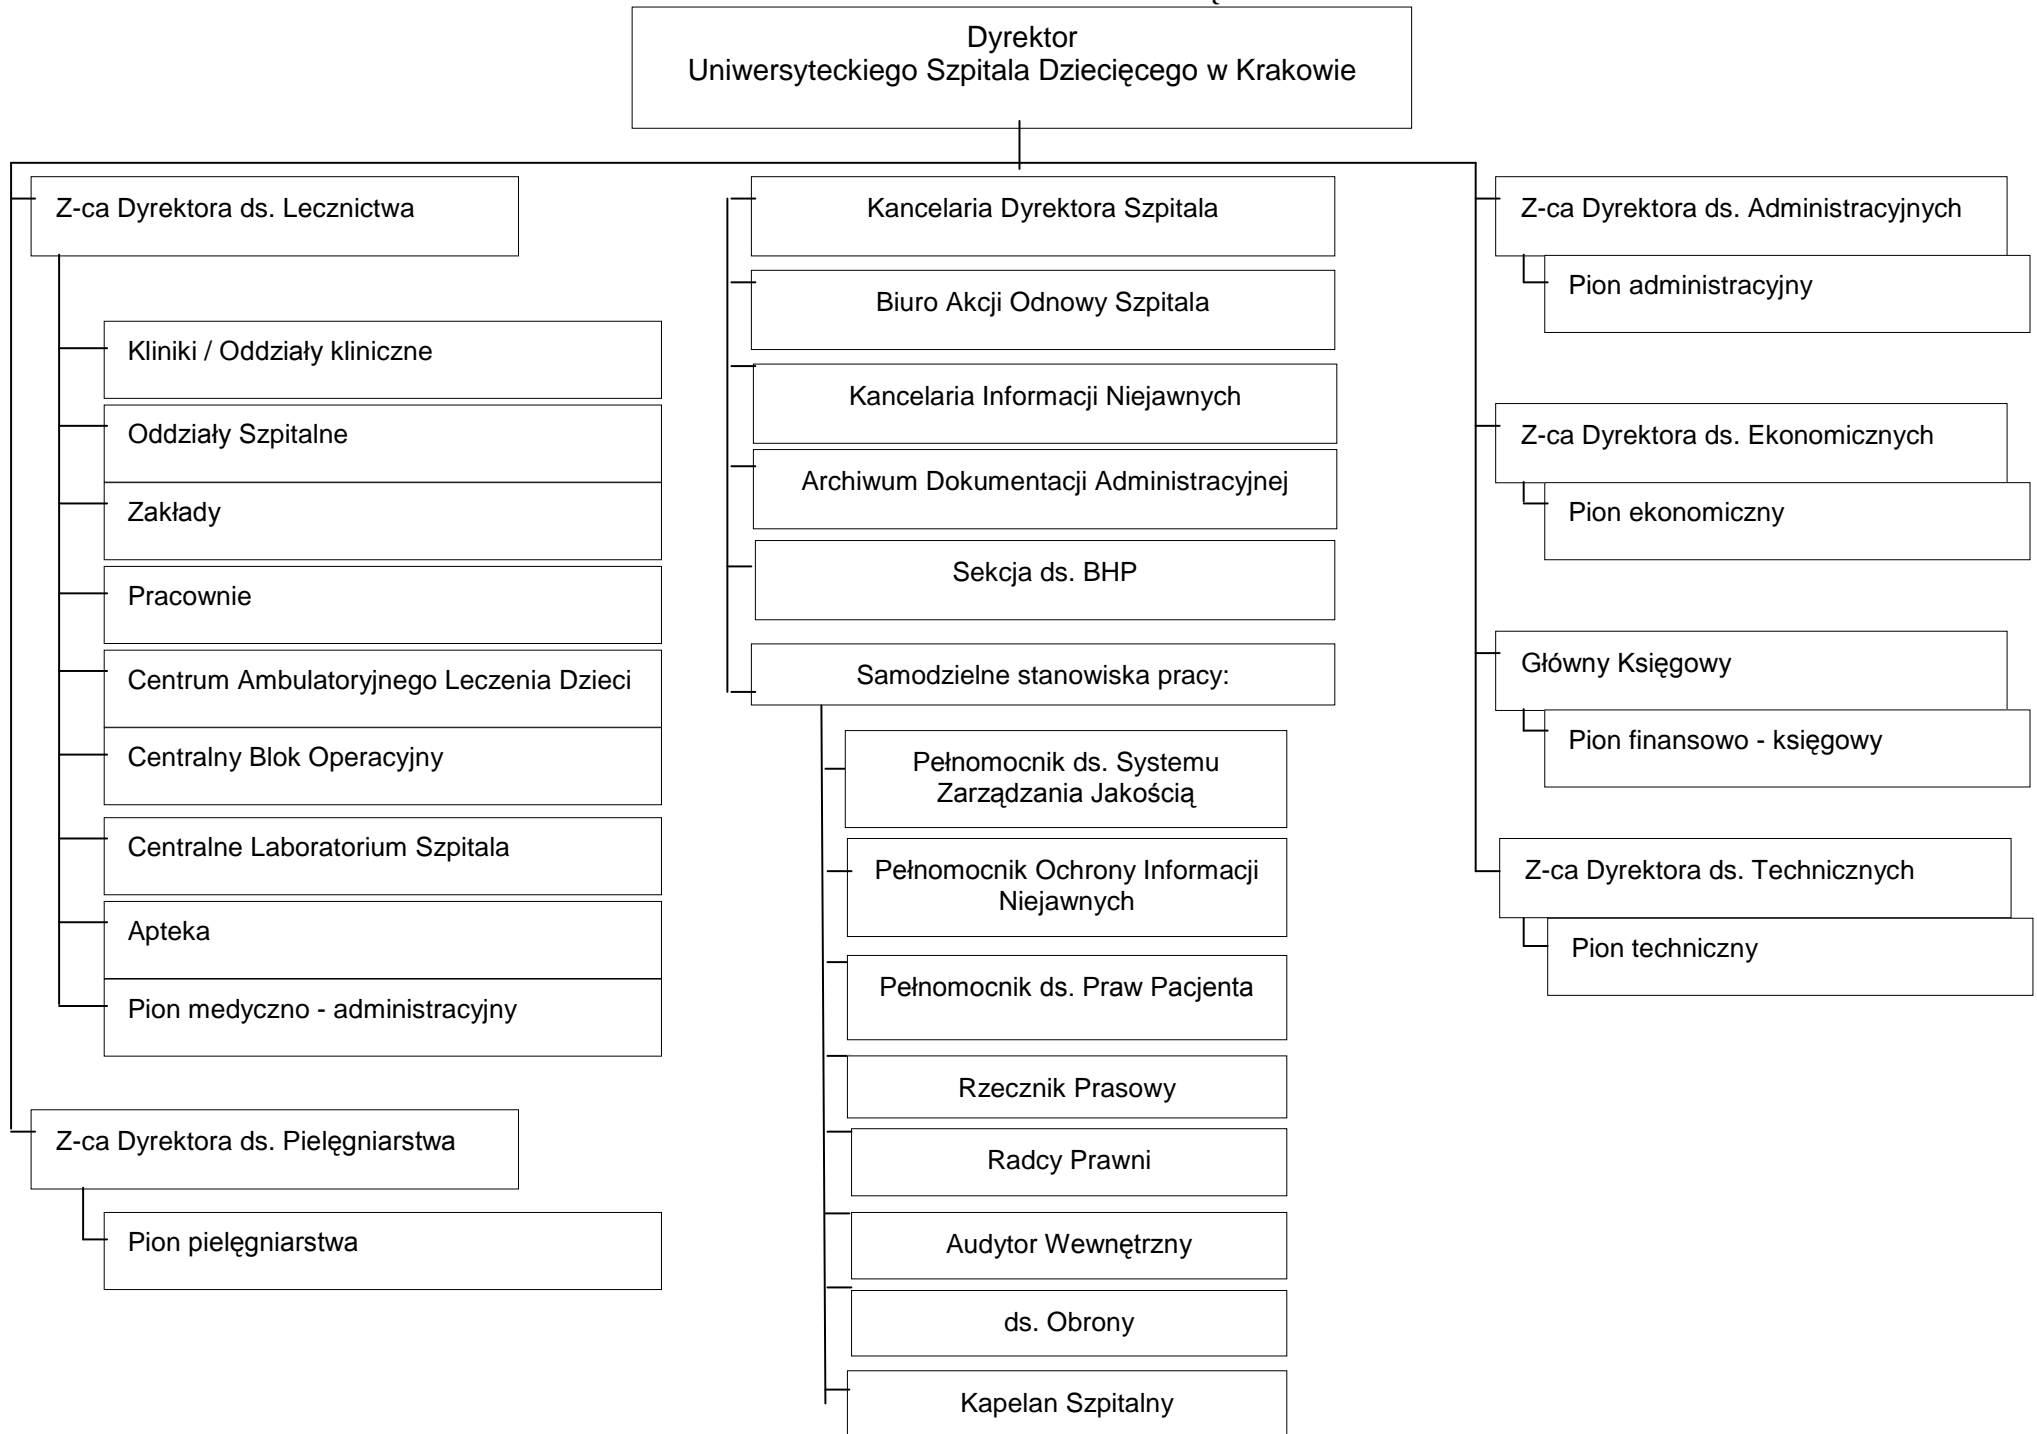 Dyrektor
Uniwersyteckiego Szpitala Dziecięcego w Krakowie
Z-ca Dyrektora ds. Lecznictwa
Kliniki / Oddziały kliniczne
Oddziały Szpitalne
Zakłady
Pracownie
Centrum Ambulatoryjnego Leczenia Dzieci
Centralny Blok Operacyjny
Centralne Laboratorium Szpitala
Apteka
Pion medyczno - administracyjny
Z-ca Dyrektora ds. Pielęgniarstwa
Pion pielęgniarstwa
Kancelaria Dyrektora Szpitala
Biuro Akcji Odnowy Szpitala
Kancelaria Informacji Niejawnych
Archiwum Dokumentacji Administracyjnej
Sekcja ds. BHP
Samodzielne stanowiska pracy:
Pełnomocnik ds. Systemu
Zarządzania Jakością
Pełnomocnik Ochrony Informacji
Niejawnych
Pełnomocnik ds. Praw Pacjenta
Rzecznik Prasowy
Radcy Prawni
Audytor Wewnętrzny
ds. Obrony
Kapelan Szpitalny
Z-ca Dyrektora ds. Administracyjnych
Pion administracyjny
Z-ca Dyrektora ds. Ekonomicznych
Pion ekonomiczny
Główny Księgowy
Pion finansowo - księgowy
Z-ca Dyrektora ds. Technicznych
Pion techniczny